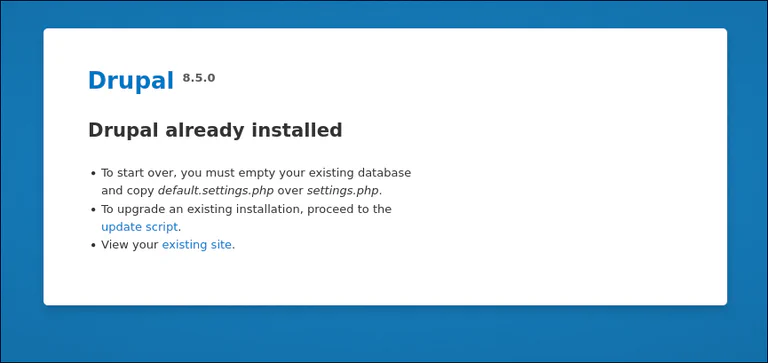 Drupal 8.5.0
Drupal already installed
• To start over, you must empty your existing database
and copy default.settings.php over settings.php.
• To upgrade an existing installation, proceed to the
update script.
• View your existing site.